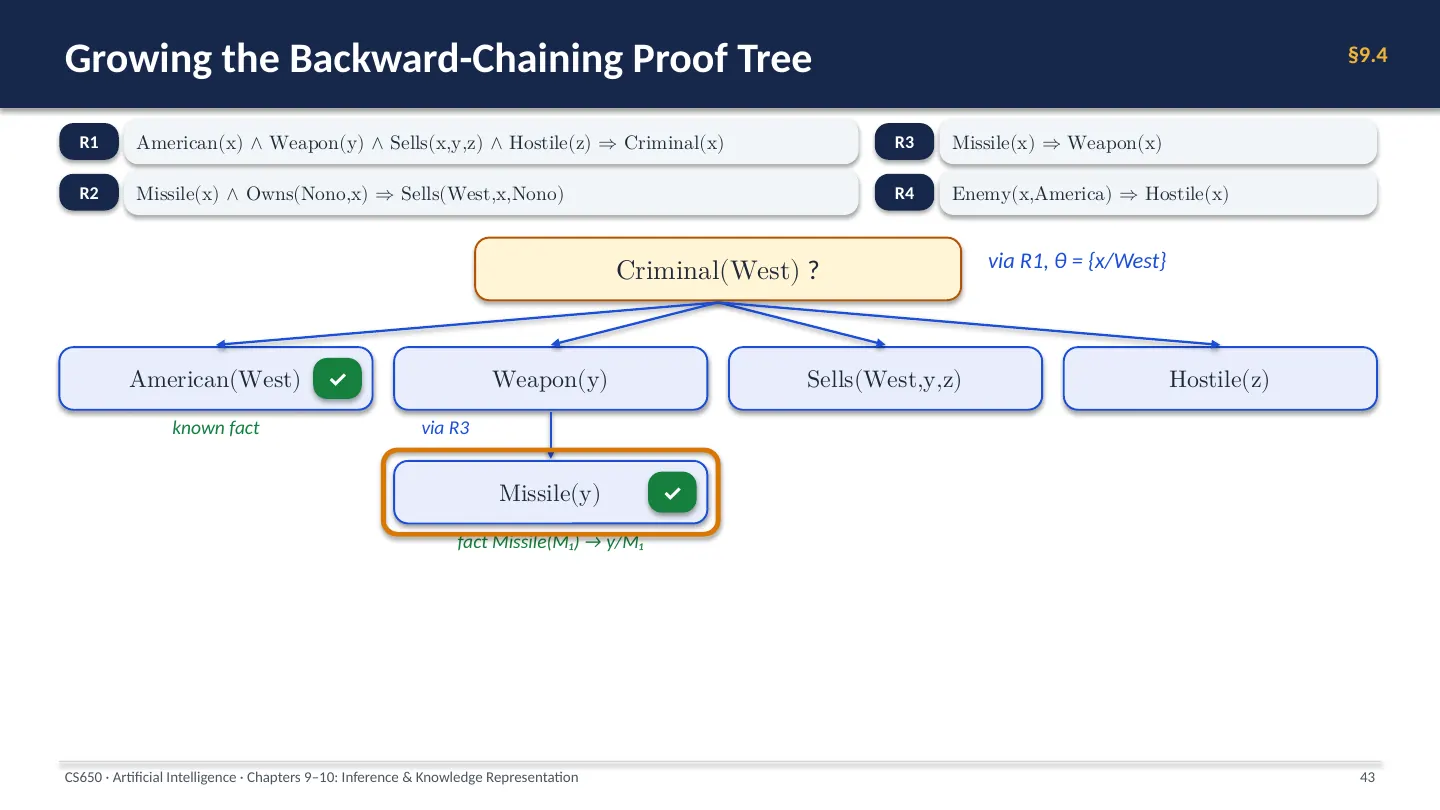 Growing the Backward-Chaining Proof Tree
§9.4
R1 American(x) ∧ Weapon(y) ∧ Sells(x,y,z) ∧ Hostile(z) ⇒ Criminal(x)
R3 Missile(x) ⇒ Weapon(x)
R2 Missile(x) ∧ Owns(Nono,x) ⇒ Sells(West,x,Nono)
R4 Enemy(x,America) ⇒ Hostile(x)
Criminal(West) ?
via R1, θ = {x/West}
American(West) ✓
Weapon(y)
Sells(West,y,z)
Hostile(z)
known fact
via R3
Missile(y) ✓
fact Missile(M₁) → y/M₁
CS650 · Artificial Intelligence · Chapters 9–10: Inference & Knowledge Representation
43